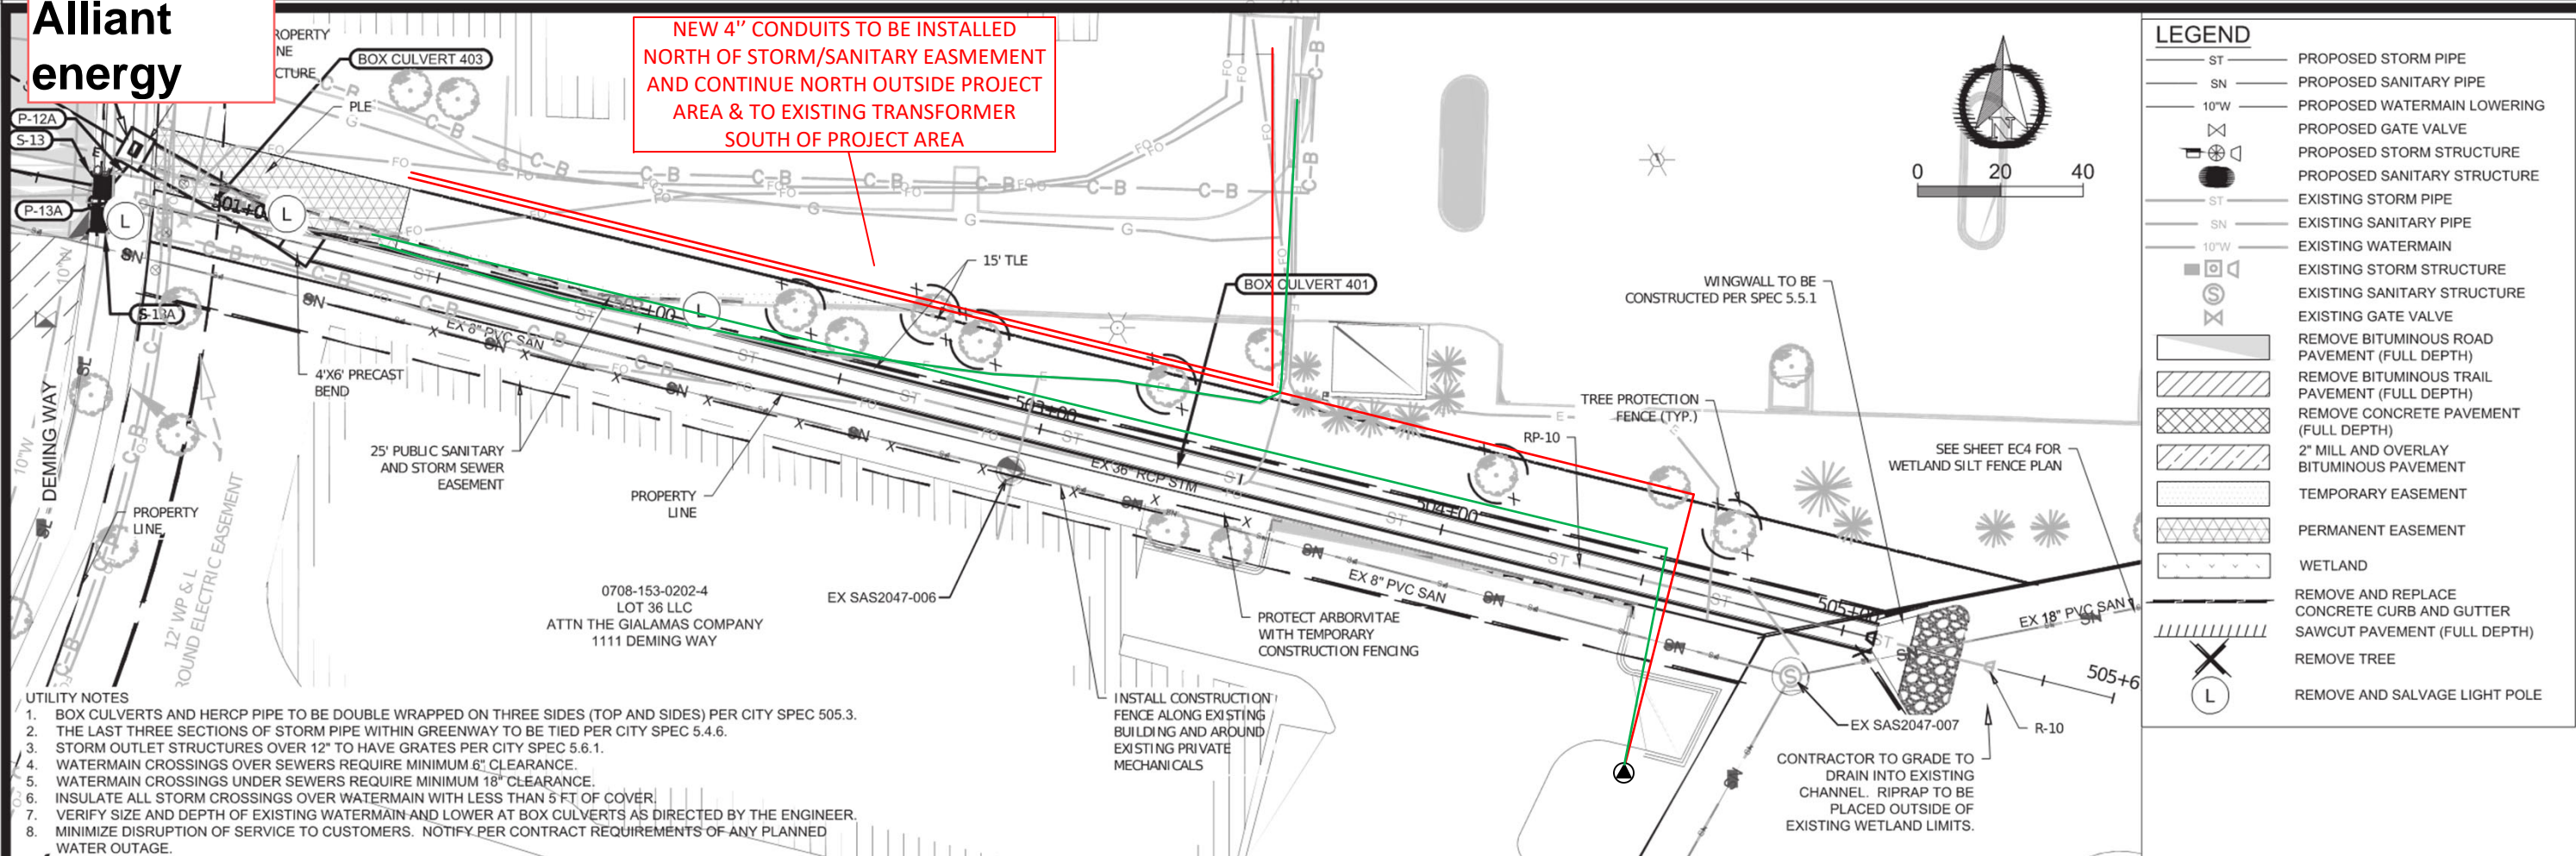 Alliant
energy
BOX CULVERT 403
PLE
P-12A
S-13
P-13A
501+0
S-13A
NEW 4'' CONDUITS TO BE INSTALLED
NORTH OF STORM/SANITARY EASMEMENT
AND CONTINUE NORTH OUTSIDE PROJECT
AREA & TO EXISTING TRANSFORMER
SOUTH OF PROJECT AREA
15' TLE
BOX CULVERT 401
WINGWALL TO BE
CONSTRUCTED PER SPEC 5.5.1
N
0 20 40
4'X6' PRECAST
BEND
EX 8" PVC SAN
25' PUBLIC SANITARY
AND STORM SEWER
EASEMENT
PROPERTY
LINE
503+00
EX 36" RCP STM
TREE PROTECTION
FENCE (TYP.)
RP-10
504+00
SEE SHEET EC4 FOR
WETLAND SILT FENCE PLAN
SL = DEMING WAY
PROPERTY
LINE
12' WP & L
ROUND ELECTRIC EASEMENT
0708-153-0202-4
LOT 36 LLC
ATTN THE GIALAMAS COMPANY
1111 DEMING WAY
EX SAS2047-006
EX 8" PVC SAN
PROTECT ARBORVITAE
WITH TEMPORARY
CONSTRUCTION FENCING
INSTALL CONSTRUCTION
FENCE ALONG EXISTING
BUILDING AND AROUND
EXISTING PRIVATE
MECHANICALS
EX 18" PVC SAN
505+6
EX SAS2047-007
R-10
CONTRACTOR TO GRADE TO
DRAIN INTO EXISTING
CHANNEL. RIPRAP TO BE
PLACED OUTSIDE OF
EXISTING WETLAND LIMITS.
UTILITY NOTES
1. BOX CULVERTS AND HERCP PIPE TO BE DOUBLE WRAPPED ON THREE SIDES (TOP AND SIDES) PER CITY SPEC 505.3.
2. THE LAST THREE SECTIONS OF STORM PIPE WITHIN GREENWAY TO BE TIED PER CITY SPEC 5.4.6.
3. STORM OUTLET STRUCTURES OVER 12" TO HAVE GRATES PER CITY SPEC 5.6.1.
4. WATERMAIN CROSSINGS OVER SEWERS REQUIRE MINIMUM 6" CLEARANCE.
5. WATERMAIN CROSSINGS UNDER SEWERS REQUIRE MINIMUM 18" CLEARANCE.
6. INSULATE ALL STORM CROSSINGS OVER WATERMAIN WITH LESS THAN 5 FT OF COVER.
7. VERIFY SIZE AND DEPTH OF EXISTING WATERMAIN AND LOWER AT BOX CULVERTS AS DIRECTED BY THE ENGINEER.
8. MINIMIZE DISRUPTION OF SERVICE TO CUSTOMERS. NOTIFY PER CONTRACT REQUIREMENTS OF ANY PLANNED
WATER OUTAGE.
LEGEND
ST PROPOSED STORM PIPE
SN PROPOSED SANITARY PIPE
10"W PROPOSED WATERMAIN LOWERING
PROPOSED GATE VALVE
PROPOSED STORM STRUCTURE
PROPOSED SANITARY STRUCTURE
ST EXISTING STORM PIPE
SN EXISTING SANITARY PIPE
10"W EXISTING WATERMAIN
EXISTING STORM STRUCTURE
S EXISTING SANITARY STRUCTURE
EXISTING GATE VALVE
REMOVE BITUMINOUS ROAD
PAVEMENT (FULL DEPTH)
REMOVE BITUMINOUS TRAIL
PAVEMENT (FULL DEPTH)
REMOVE CONCRETE PAVEMENT
(FULL DEPTH)
2" MILL AND OVERLAY
BITUMINOUS PAVEMENT
TEMPORARY EASEMENT
PERMANENT EASEMENT
WETLAND
REMOVE AND REPLACE
CONCRETE CURB AND GUTTER
SAWCUT PAVEMENT (FULL DEPTH)
REMOVE TREE
L REMOVE AND SALVAGE LIGHT POLE